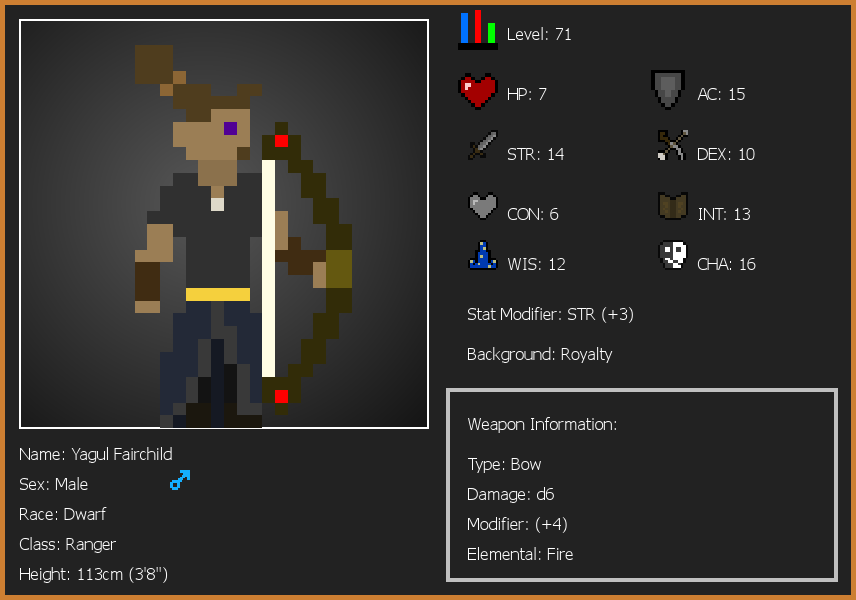 Level: 71
HP: 7
AC: 15
STR: 14
DEX: 10
CON: 6
INT: 13
WIS: 12
CHA: 16
Stat Modifier: STR (+3)
Background: Royalty
Weapon Information:
Type: Bow
Damage: d6
Modifier: (+4)
Elemental: Fire
Name: Yagul Fairchild
Sex: Male
Race: Dwarf
Class: Ranger
Height: 113cm (3'8")